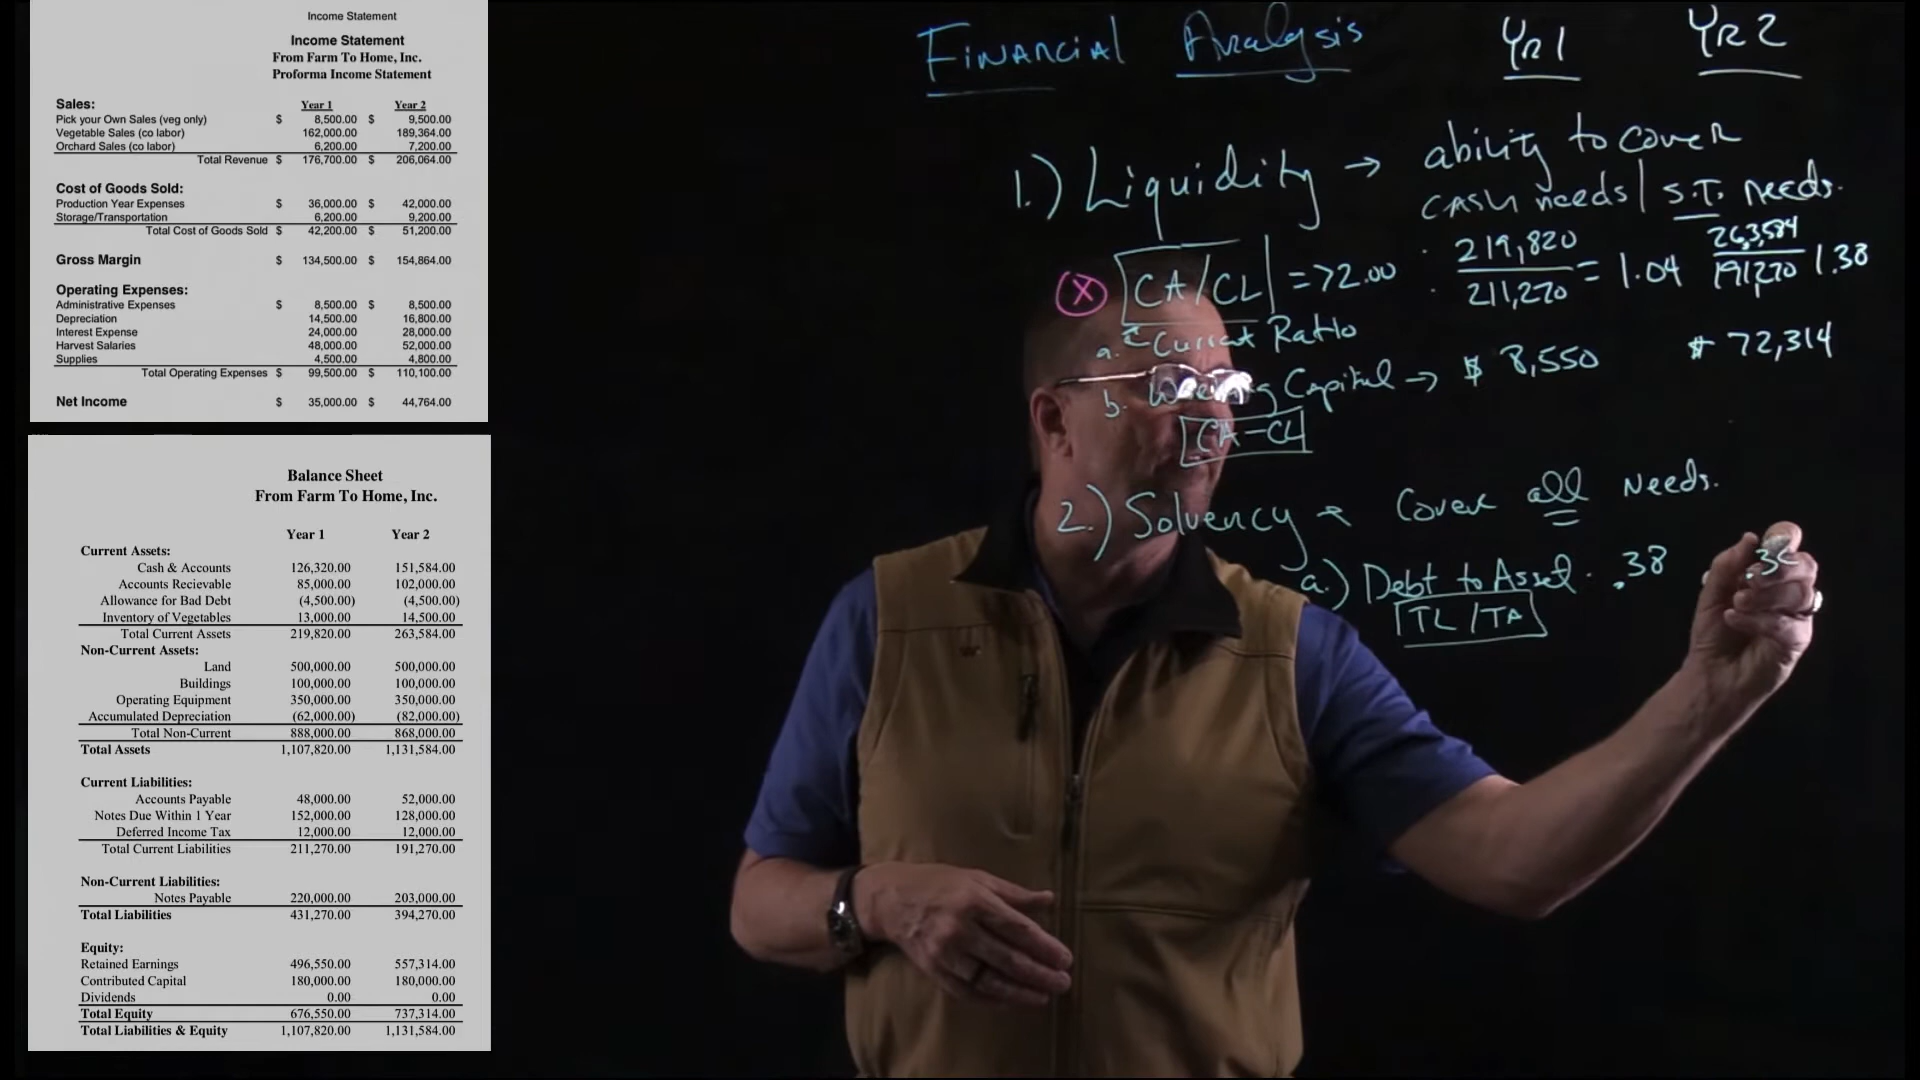 Income Statement
Income Statement
From Farm To Home, Inc.
Proforma Income Statement
Sales: Year 1 Year 2
Pick your Own Sales (veg only) $ 8,500.00 $ 9,500.00
Vegetable Sales (co labor) 162,000.00 189,364.00
Orchard Sales (co labor) 6,200.00 7,200.00
Total Revenue $ 176,700.00 $ 206,064.00
Cost of Goods Sold:
Production Year Expenses $ 36,000.00 $ 42,000.00
Storage/Transportation 6,200.00 9,200.00
Total Cost of Goods Sold $ 42,200.00 $ 51,200.00
Gross Margin $ 134,500.00 $ 154,864.00
Operating Expenses:
Administrative Expenses $ 8,500.00 $ 8,500.00
Depreciation 14,500.00 16,800.00
Interest Expense 24,000.00 28,000.00
Harvest Salaries 48,000.00 52,000.00
Supplies 4,500.00 4,800.00
Total Operating Expenses $ 99,500.00 $ 110,100.00
Net Income $ 35,000.00 $ 44,764.00
Balance Sheet
From Farm To Home, Inc.
Year 1 Year 2
Current Assets:
Cash & Accounts 126,320.00 151,584.00
Accounts Recievable 85,000.00 102,000.00
Allowance for Bad Debt (4,500.00) (4,500.00)
Inventory of Vegetables 13,000.00 14,500.00
Total Current Assets 219,820.00 263,584.00
Non-Current Assets:
Land 500,000.00 500,000.00
Buildings 100,000.00 100,000.00
Operating Equipment 350,000.00 350,000.00
Accumulated Depreciation (62,000.00) (82,000.00)
Total Non-Current 888,000.00 868,000.00
Total Assets 1,107,820.00 1,131,584.00
Current Liabilities:
Accounts Payable 48,000.00 52,000.00
Notes Due Within 1 Year 152,000.00 128,000.00
Deferred Income Tax 12,000.00 12,000.00
Total Current Liabilities 211,270.00 191,270.00
Non-Current Liabilities:
Notes Payable 220,000.00 203,000.00
Total Liabilities 431,270.00 394,270.00
Equity:
Retained Earnings 496,550.00 557,314.00
Contributed Capital 180,000.00 180,000.00
Dividends 0.00 0.00
Total Equity 676,550.00 737,314.00
Total Liabilities & Equity 1,107,820.00 1,131,584.00
Financial Analysis YR 1 YR 2
1.) Liquidity → ability to cover
cash needs/ S.T. needs.
(X) CA/CL = >2.00 219,820 / 211,270 = 1.04 263,584 / 191,270 1.38
a. Current Ratio
b. Working Capital → $ 8,550 $ 72,314
CA - CL
2.) Solvency ← Cover all Needs.
a.) Debt to Asset .38
TL / TA